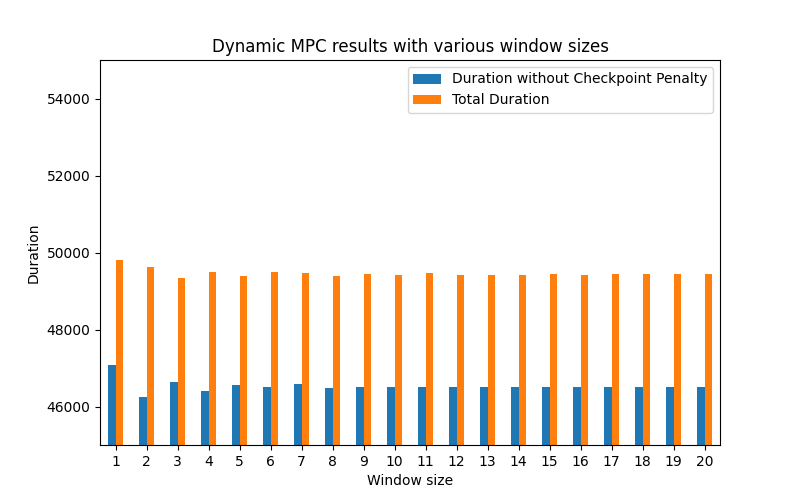 Dynamic MPC results with various window sizes
Duration without Checkpoint Penalty
Total Duration
54000
52000
50000
48000
46000
Duration
1 2 3 4 5 6 7 8 9 10 11 12 13 14 15 16 17 18 19 20
Window size